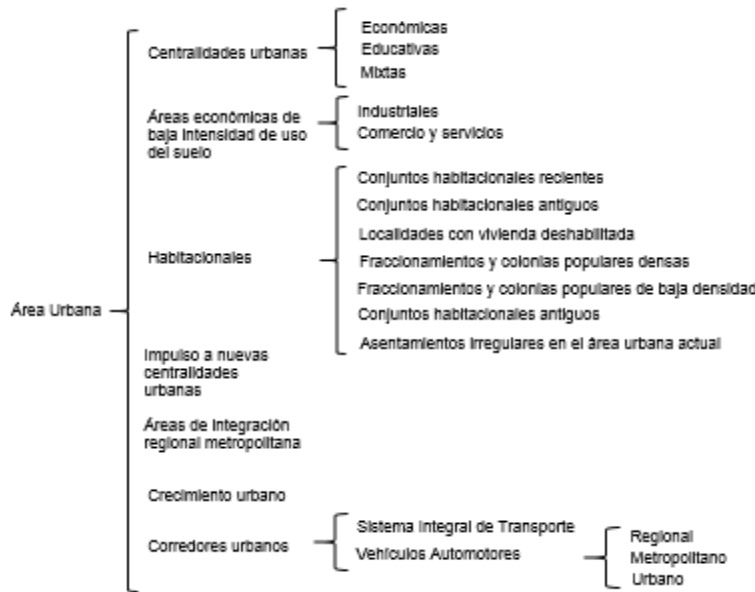 Económicas
Centralidades urbanas
Educativas
Mixtas
Áreas económicas de
baja intensidad de uso
del suelo
Industriales
Comercio y servicios
Conjuntos habitacionales recientes
Conjuntos habitacionales antiguos
Localidades con vivienda deshabitada
Habitacionales
Fraccionamientos y colonias populares densas
Fraccionamientos y colonias populares de baja densidad
Área Urbana
Conjuntos habitacionales antiguos
Asentamientos irregulares en el área urbana actual
Impulso a nuevas
centralidades
urbanas
Áreas de integración
regional metropolitana
Crecimiento urbano
Corredores urbanos
Sistema Integral de Transporte
Vehículos Automotores
Regional
Metropolitano
Urbano